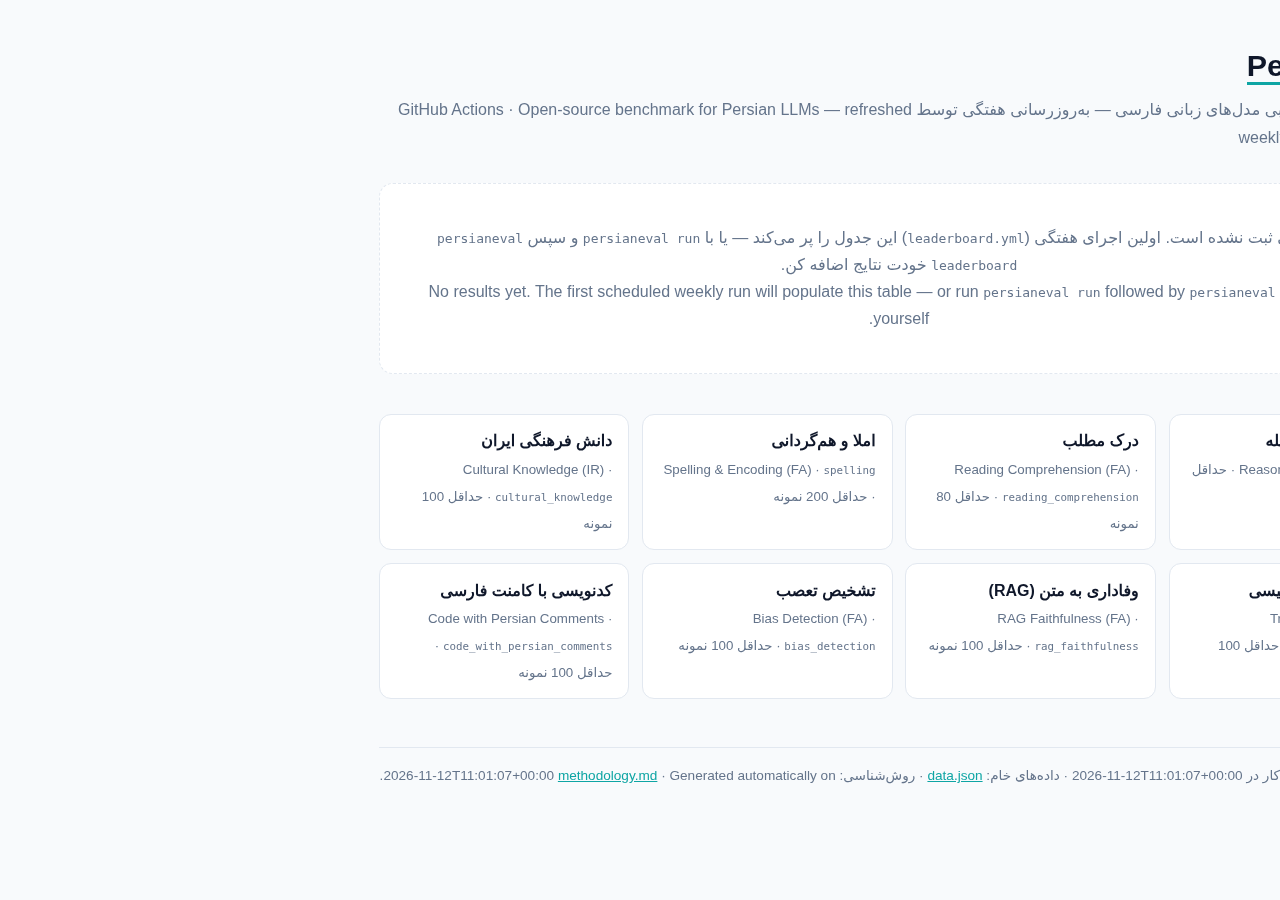 مدل‌های زبانی فارسی — به‌روزرسانی هفتگی توسط GitHub Actions · Open-source benchmark for Persian LLMs — refreshed
ثبت نشده است. اولین اجرای هفتگی (leaderboard.yml) این جدول را پر می‌کند — یا با persianeval run و سپس persianeval
leaderboard خودت نتایج اضافه کن.
No results yet. The first scheduled weekly run will populate this table — or run persianeval run followed by persianeval
yourself.
· حداقل
درک مطلب
Reading Comprehension (FA) ·
reading_comprehension · حداقل 80
نمونه
املا و هم‌گردانی
Spelling & Encoding (FA) · spelling
· حداقل 200 نمونه
دانش فرهنگی ایران
Cultural Knowledge (IR) ·
cultural_knowledge · حداقل 100
نمونه
حداقل 100
وفاداری به متن (RAG)
RAG Faithfulness (FA) ·
rag_faithfulness · حداقل 100 نمونه
تشخیص تعصب
Bias Detection (FA) ·
bias_detection · حداقل 100 نمونه
کدنویسی با کامنت فارسی
Code with Persian Comments ·
code_with_persian_comments ·
حداقل 100 نمونه
در 2026-11-12T11:01:07+00:00 · داده‌های خام: data.json · روش‌شناسی: methodology.md · Generated automatically on 2026-11-12T11:01:07+00:00.